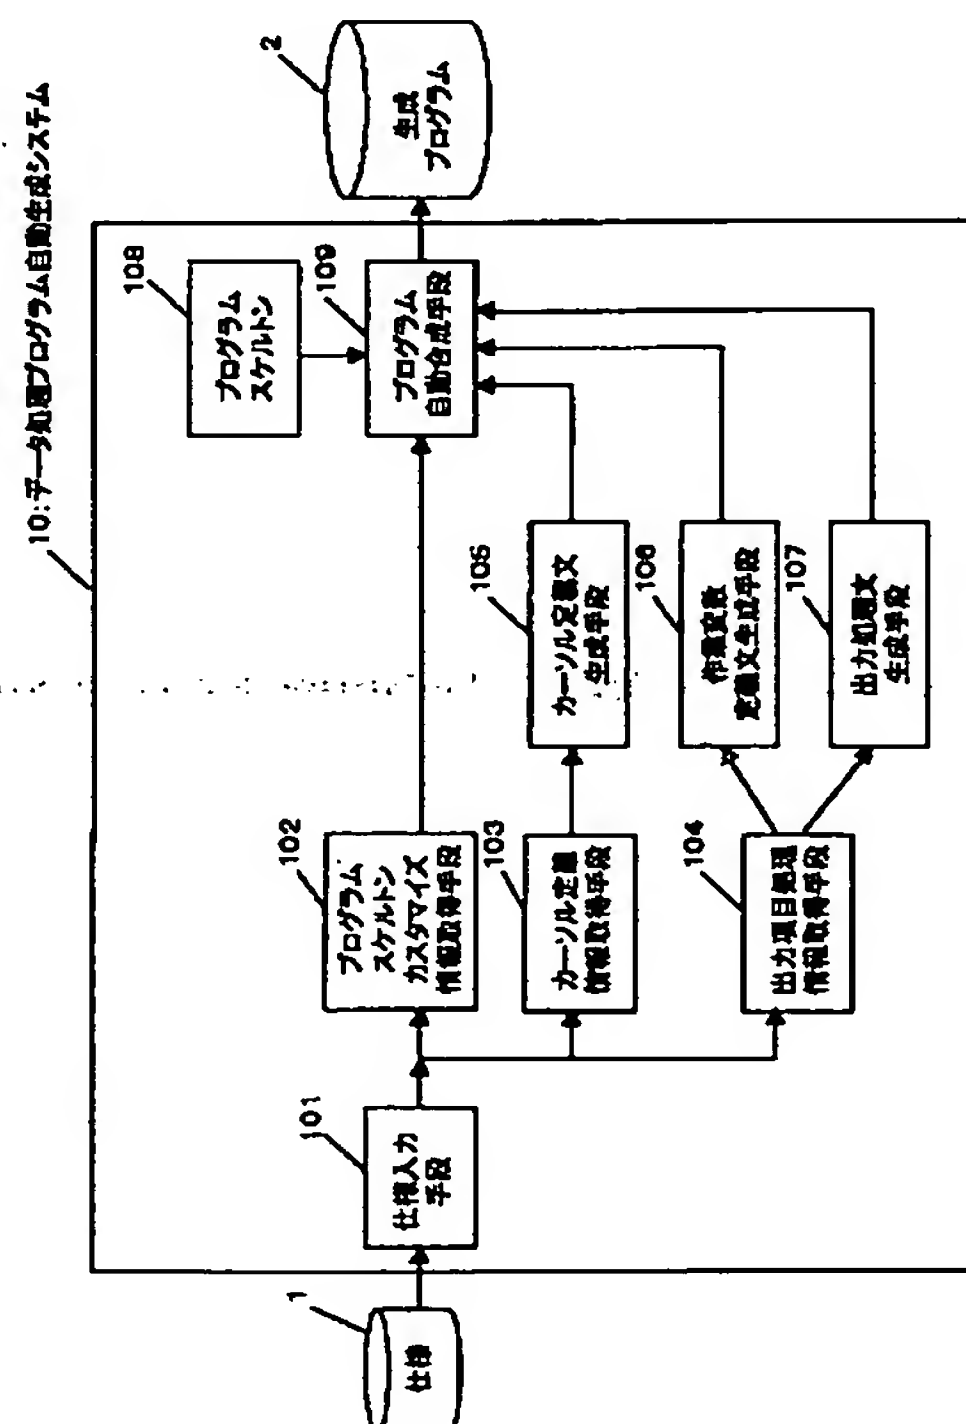 10:データ処理プログラム自動生成システム
1
仕様
101
仕様入力
手段
102
プログラム
スケルトン
カスタマイズ
情報取得手段
103
カーソル定義
情報取得手段
104
出力項目処理
情報取得手段
105
カーソル定義文
生成手段
106
作業変数
定義文生成手段
107
出力処理文
生成手段
108
プログラム
スケルトン
109
プログラム
自動合成手段
2
生成
プログラム